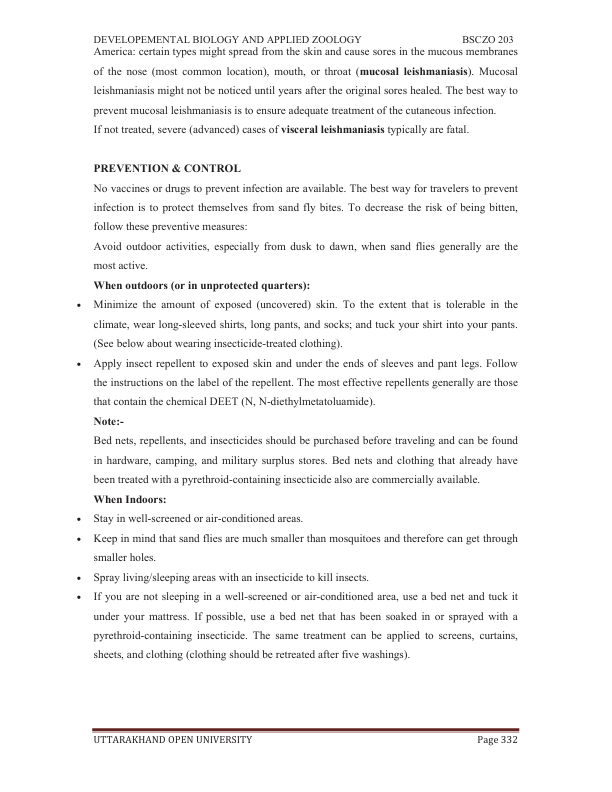 DEVELOPEMENTAL BIOLOGY AND APPLIED ZOOLOGY BSCZO 203
America: certain types might spread from the skin and cause sores in the mucous membranes
of the nose (most common location), mouth, or throat (mucosal leishmaniasis). Mucosal
leishmaniasis might not be noticed until years after the original sores healed. The best way to
prevent mucosal leishmaniasis is to ensure adequate treatment of the cutaneous infection.
If not treated, severe (advanced) cases of visceral leishmaniasis typically are fatal.
PREVENTION & CONTROL
No vaccines or drugs to prevent infection are available. The best way for travelers to prevent
infection is to protect themselves from sand fly bites. To decrease the risk of being bitten,
follow these preventive measures:
Avoid outdoor activities, especially from dusk to dawn, when sand flies generally are the
most active.
When outdoors (or in unprotected quarters):
• Minimize the amount of exposed (uncovered) skin. To the extent that is tolerable in the
climate, wear long-sleeved shirts, long pants, and socks; and tuck your shirt into your pants.
(See below about wearing insecticide-treated clothing).
• Apply insect repellent to exposed skin and under the ends of sleeves and pant legs. Follow
the instructions on the label of the repellent. The most effective repellents generally are those
that contain the chemical DEET (N, N-diethylmetatoluamide).
Note:-
Bed nets, repellents, and insecticides should be purchased before traveling and can be found
in hardware, camping, and military surplus stores. Bed nets and clothing that already have
been treated with a pyrethroid-containing insecticide also are commercially available.
When Indoors:
• Stay in well-screened or air-conditioned areas.
• Keep in mind that sand flies are much smaller than mosquitoes and therefore can get through
smaller holes.
• Spray living/sleeping areas with an insecticide to kill insects.
• If you are not sleeping in a well-screened or air-conditioned area, use a bed net and tuck it
under your mattress. If possible, use a bed net that has been soaked in or sprayed with a
pyrethroid-containing insecticide. The same treatment can be applied to screens, curtains,
sheets, and clothing (clothing should be retreated after five washings).
UTTARAKHAND OPEN UNIVERSITY Page 332